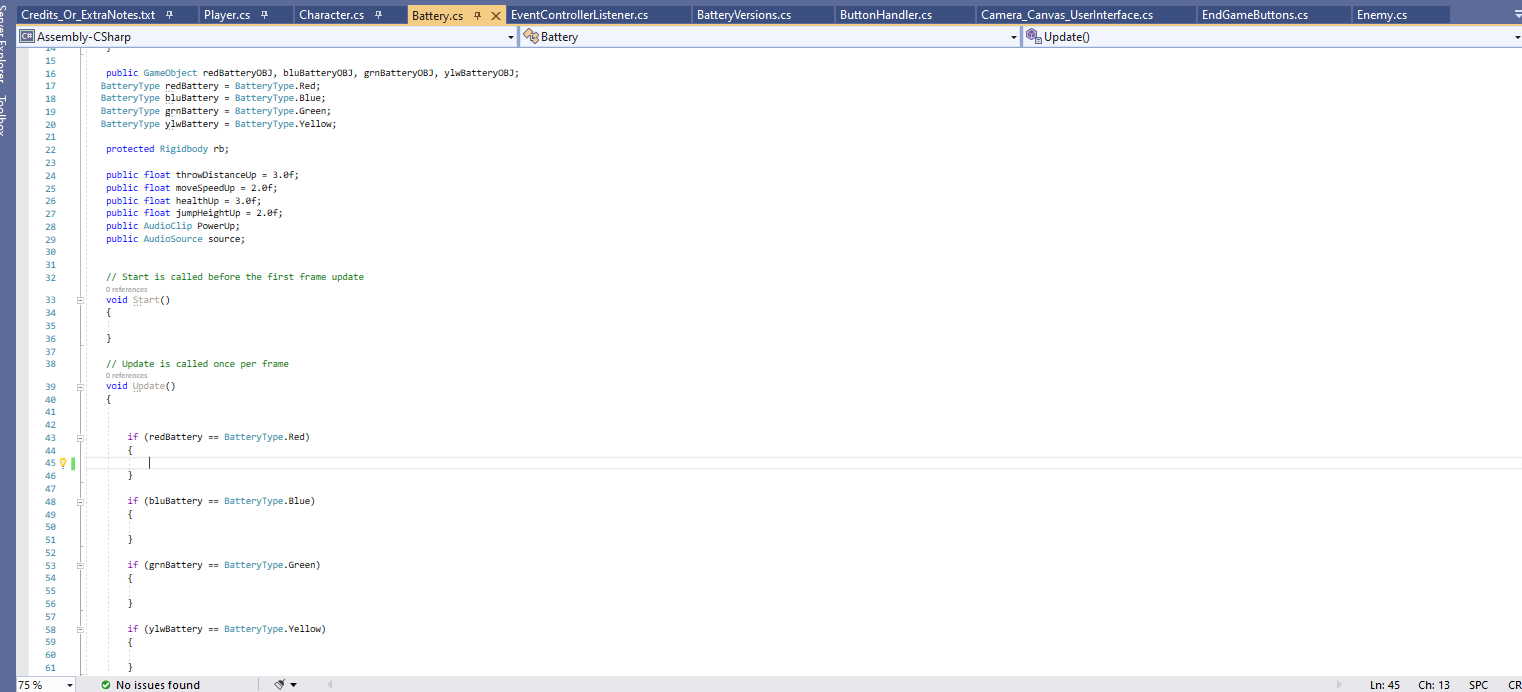 Server Explorer
Toolbox
Credits_Or_ExtraNotes.txt Player.cs Character.cs Battery.cs EventControllerListener.cs BatteryVersions.cs ButtonHandler.cs Camera_Canvas_UserInterface.cs EndGameButtons.cs Enemy.cs
C# Assembly-CSharp Battery Update()
14 }
15
16 public GameObject redBatteryOBJ, bluBatteryOBJ, grnBatteryOBJ, ylwBatteryOBJ;
17 BatteryType redBattery = BatteryType.Red;
18 BatteryType bluBattery = BatteryType.Blue;
19 BatteryType grnBattery = BatteryType.Green;
20 BatteryType ylwBattery = BatteryType.Yellow;
21
22 protected Rigidbody rb;
23
24 public float throwDistanceUp = 3.0f;
25 public float moveSpeedUp = 2.0f;
26 public float healthUp = 3.0f;
27 public float jumpHeightUp = 2.0f;
28 public AudioClip PowerUp;
29 public AudioSource source;
30
31
32 // Start is called before the first frame update
0 references
33 void Start()
34 {
35
36 }
37
38 // Update is called once per frame
0 references
39 void Update()
40 {
41
42
43 if (redBattery == BatteryType.Red)
44 {
45
46 }
47
48 if (bluBattery == BatteryType.Blue)
49 {
50
51 }
52
53 if (grnBattery == BatteryType.Green)
54 {
55
56 }
57
58 if (ylwBattery == BatteryType.Yellow)
59 {
60
61 }
75 % No issues found Ln: 45 Ch: 13 SPC CR